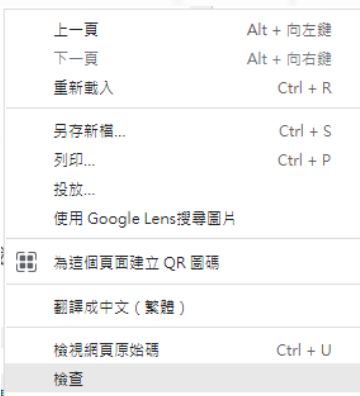 上一頁 Alt + 向左鍵
下一頁 Alt + 向右鍵
重新載入 Ctrl + R
另存新檔... Ctrl + S
列印... Ctrl + P
投放...
使用 Google Lens搜尋圖片
為這個頁面建立 QR 圖碼
翻譯成中文 ( 繁體 )
檢視網頁原始碼 Ctrl + U
檢查